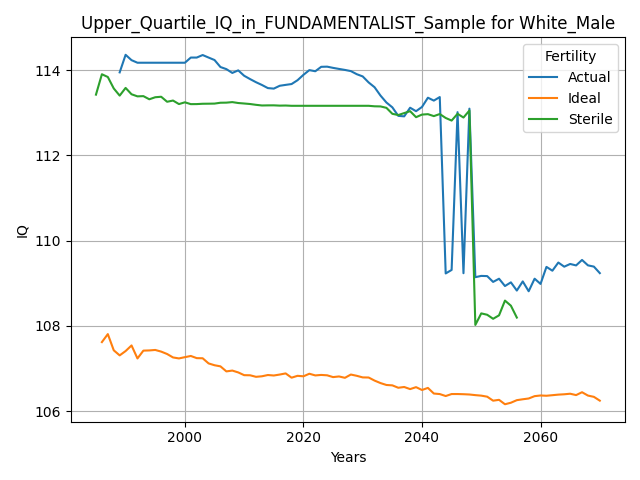 Upper_Quartile_IQ_in_FUNDAMENTALIST_Sample for White_Male
Fertility
Actual
Ideal
Sterile
IQ
114
112
110
108
106
2000
2020
2040
2060
Years